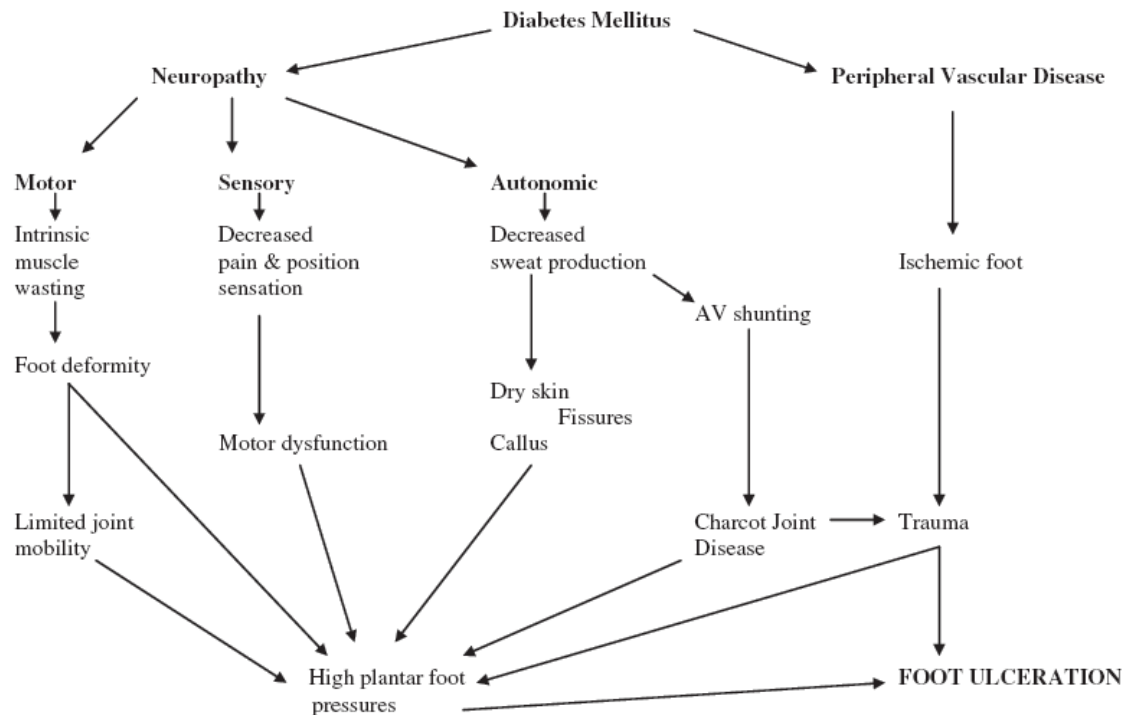 Diabetes Mellitus
Neuropathy
Peripheral Vascular Disease
Motor
Sensory
Autonomic
Intrinsic
muscle
wasting
Decreased
pain & position
sensation
Decreased
sweat production
Ischemic foot
AV shunting
Foot deformity
Dry skin
Fissures
Callus
Motor dysfunction
Limited joint
mobility
Charcot Joint
Disease
Trauma
High plantar foot
pressures
FOOT ULCERATION